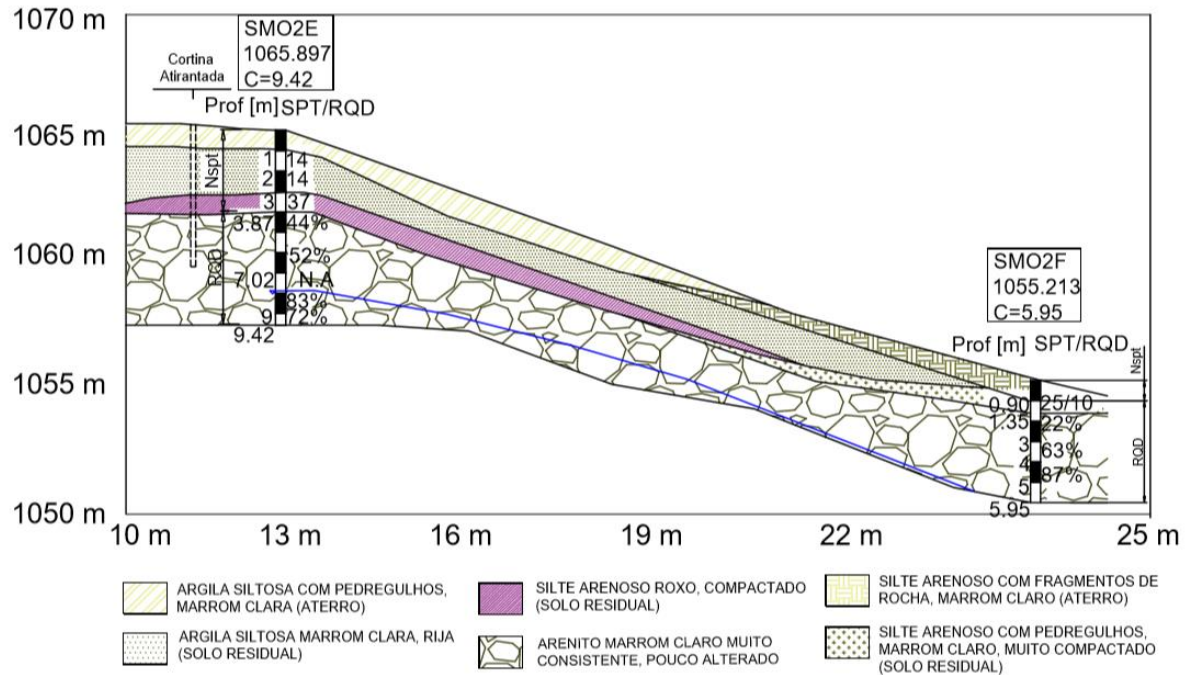 1070 m
SMO2E
1065.897
C=9.42
Cortina
Atirantada
Prof [m] SPT/RQD
1065 m
Nspt
1 14
2 14
3 37
3.87 44%
1060 m
52%
RQD
7.02 N.A
83%
9 72%
9.42
SMO2F
1055.213
C=5.95
Prof [m] SPT/RQD
Nspt
1055 m
0.90 25/10
1.35 22%
3 63%
RQD
4 87%
5
5.95
1050 m
10 m 13 m 16 m 19 m 22 m 25 m
ARGILA SILTOSA COM PEDREGULHOS,
MARROM CLARA (ATERRO)
ARGILA SILTOSA MARROM CLARA, RIJA
(SOLO RESIDUAL)
SILTE ARENOSO ROXO, COMPACTADO
(SOLO RESIDUAL)
ARENITO MARROM CLARO MUITO
CONSISTENTE, POUCO ALTERADO
SILTE ARENOSO COM FRAGMENTOS DE
ROCHA, MARROM CLARO (ATERRO)
SILTE ARENOSO COM PEDREGULHOS,
MARROM CLARO, MUITO COMPACTADO
(SOLO RESIDUAL)